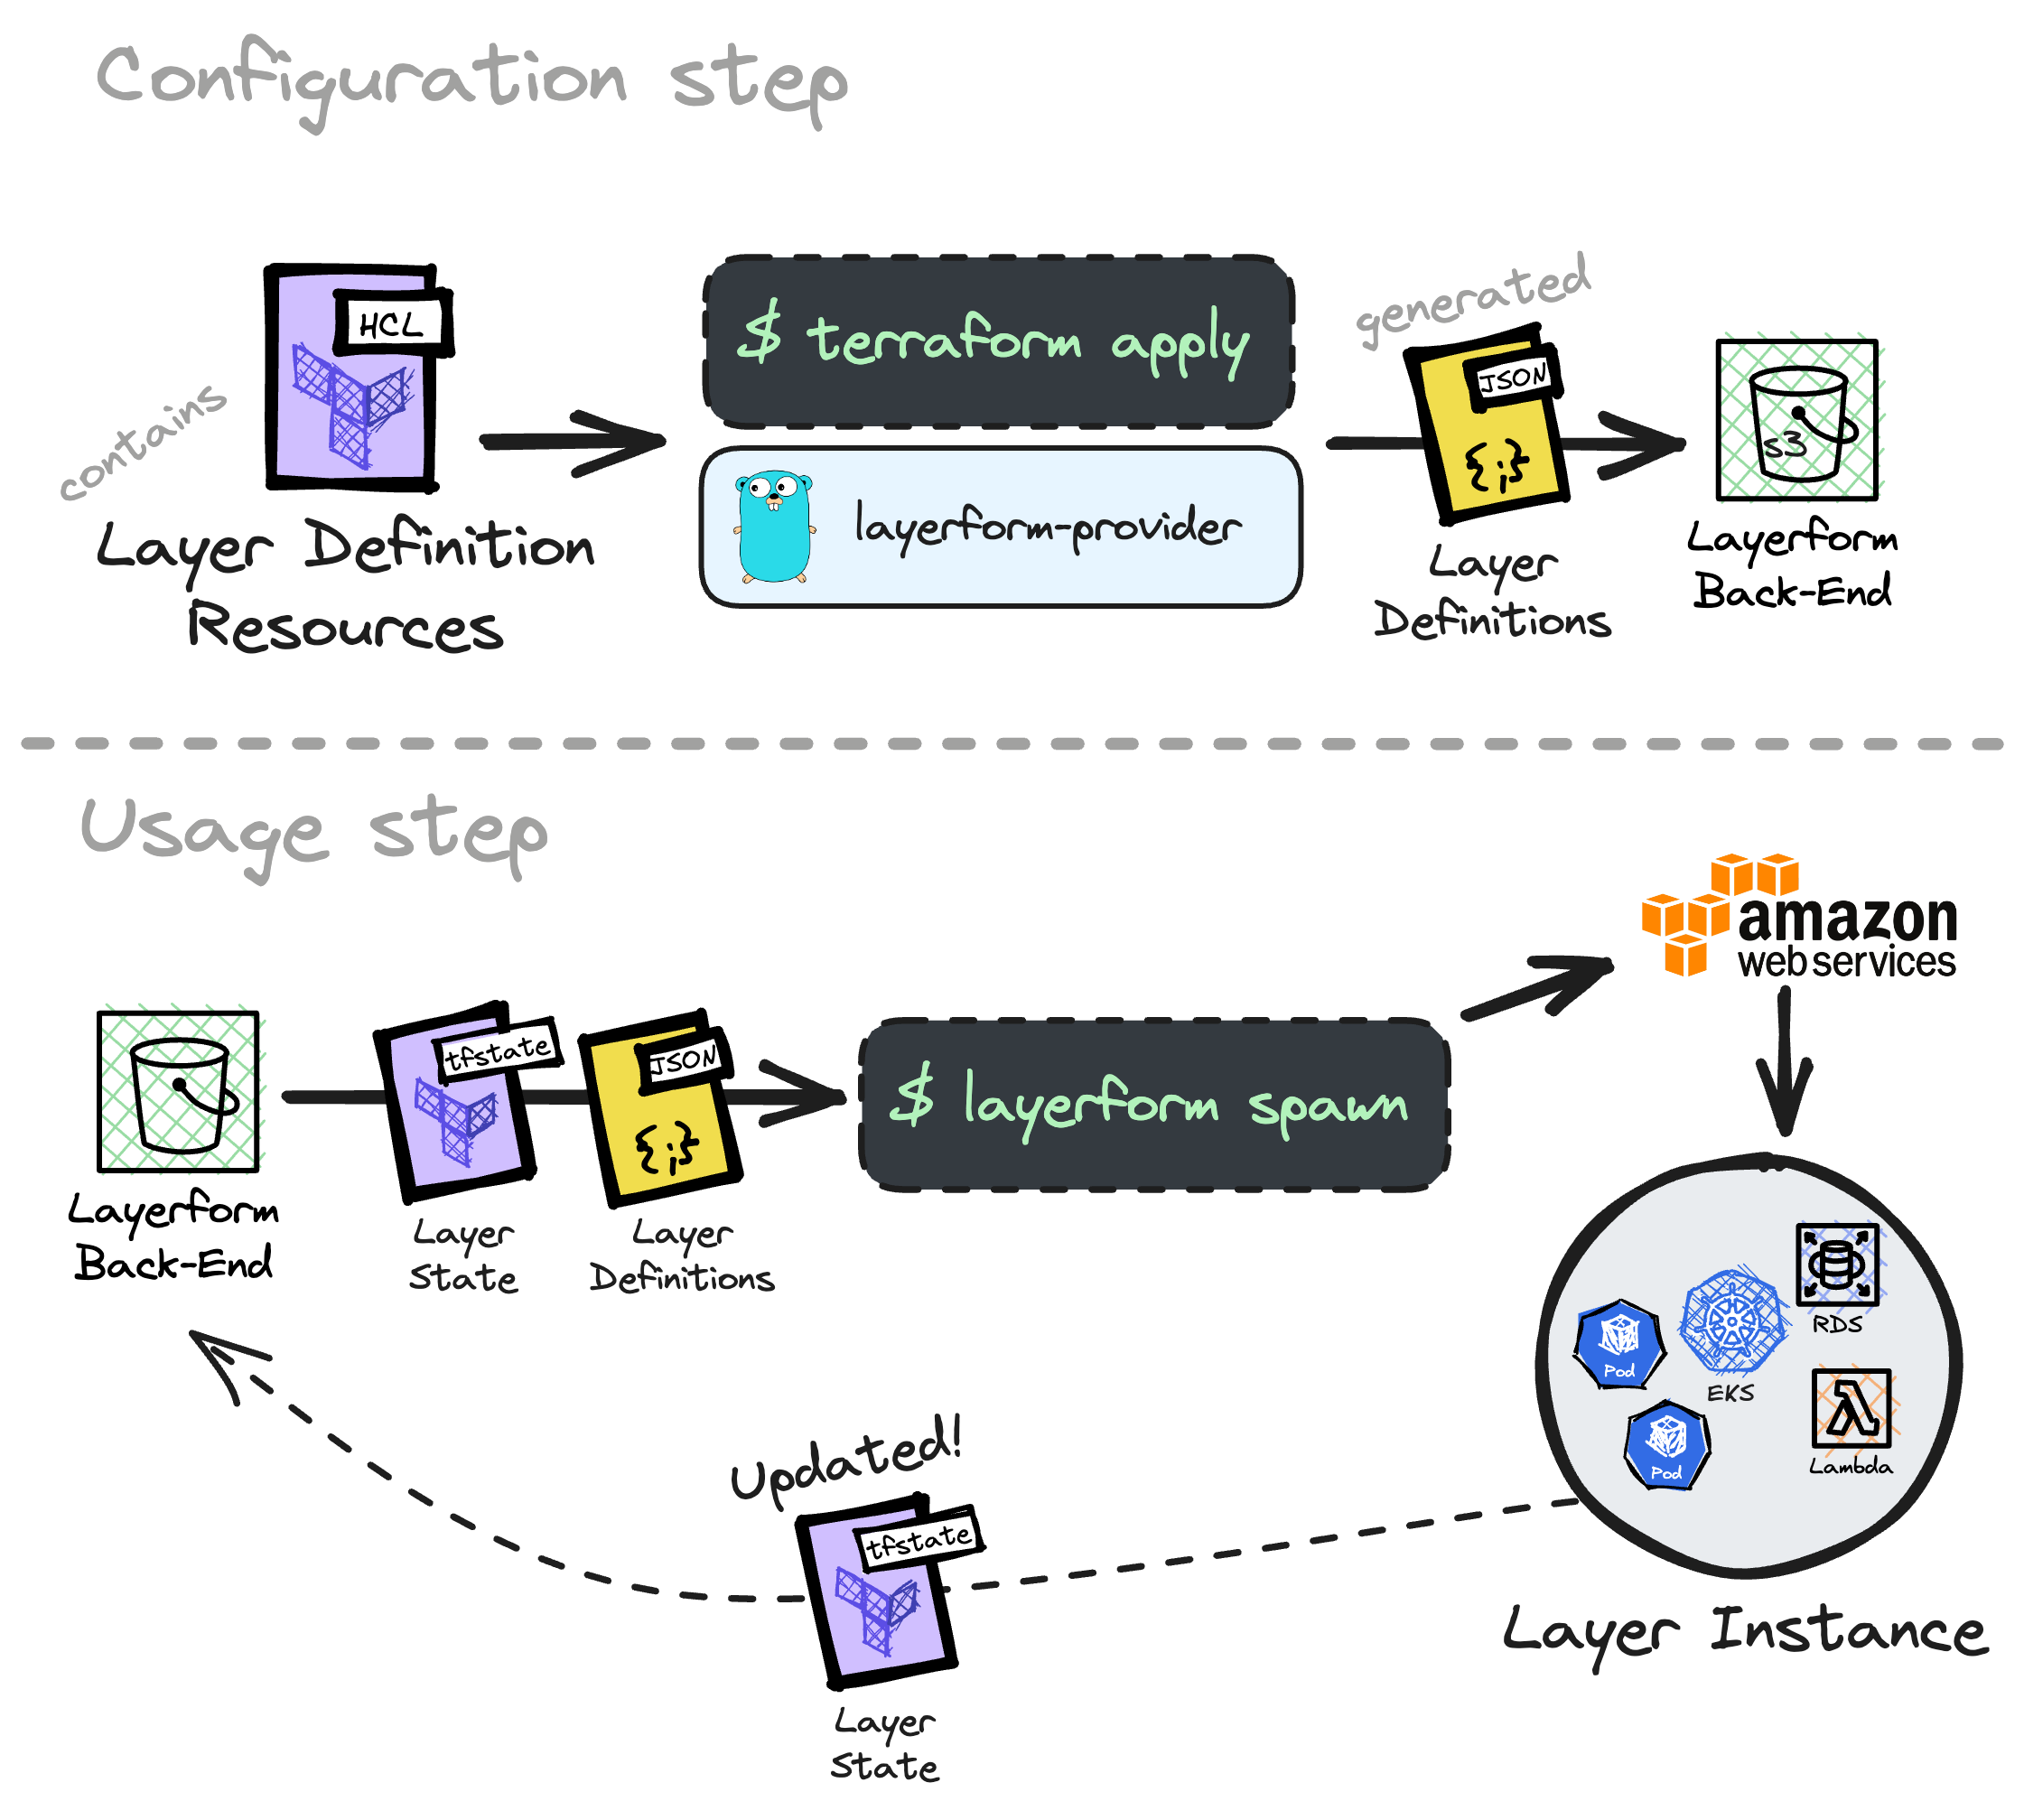 Configuration step
contains
HCL
Layer Definition
Resources
$ terraform apply
layerform-provider
generated
JSON
{;}
Layer
Definitions
s3
Layerform
Back-End
Usage step
Layerform
Back-End
tfstate
Layer
State
JSON
{;}
Layer
Definitions
$ layerform spawn
amazon
web services
RDS
EKS
Pod
Pod
Lambda
Layer Instance
Updated!
tfstate
Layer
State